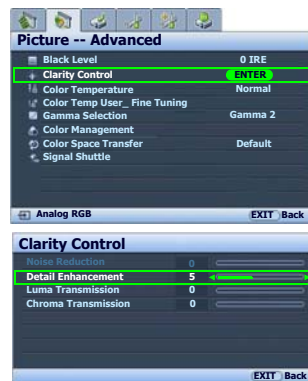 Picture -- Advanced
Black Level 0 IRE
Clarity Control ENTER
Color Temperature Normal
Color Temp User_ Fine Tuning
Gamma Selection Gamma 2
Color Management
Color Space Transfer Default
Signal Shuttle
Analog RGB EXIT Back
Clarity Control
Noise Reduction 0
Detail Enhancement 5
Luma Transmission 0
Chroma Transmission 0
EXIT Back